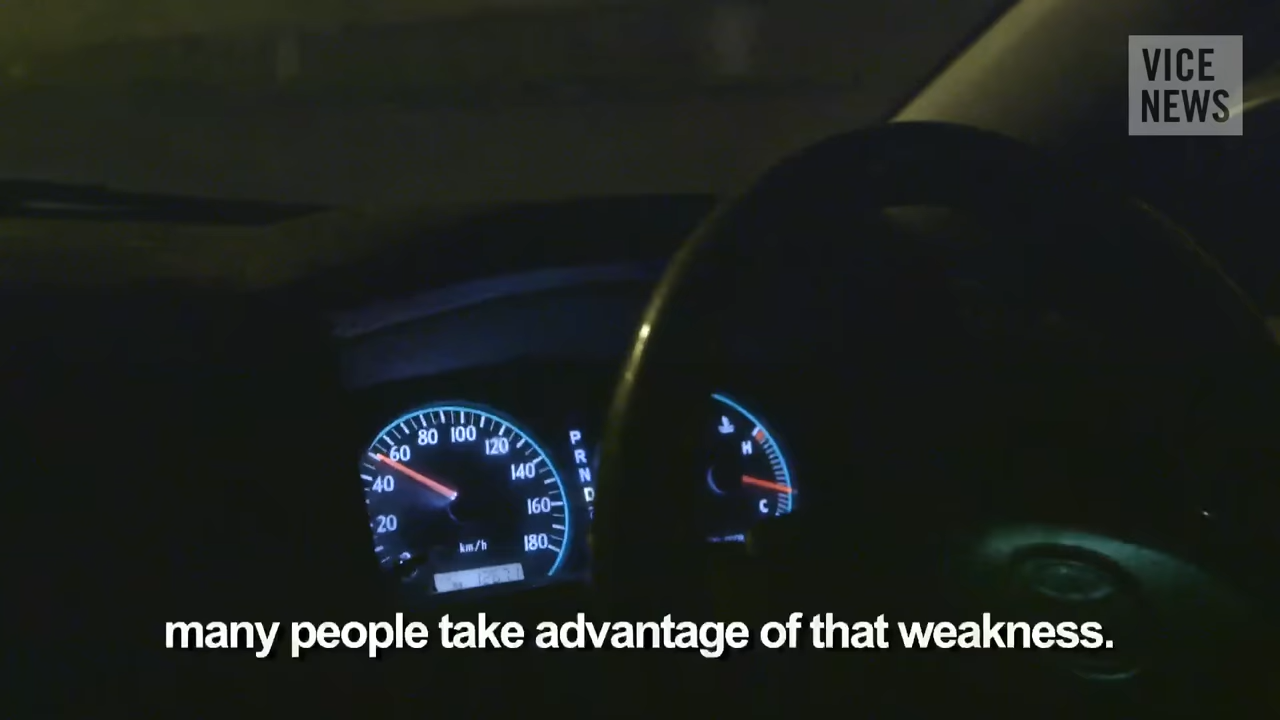 VICE
NEWS
60
80
100
120
140
160
180
40
20
km/h
P
R
N
D
H
C
many people take advantage of that weakness.